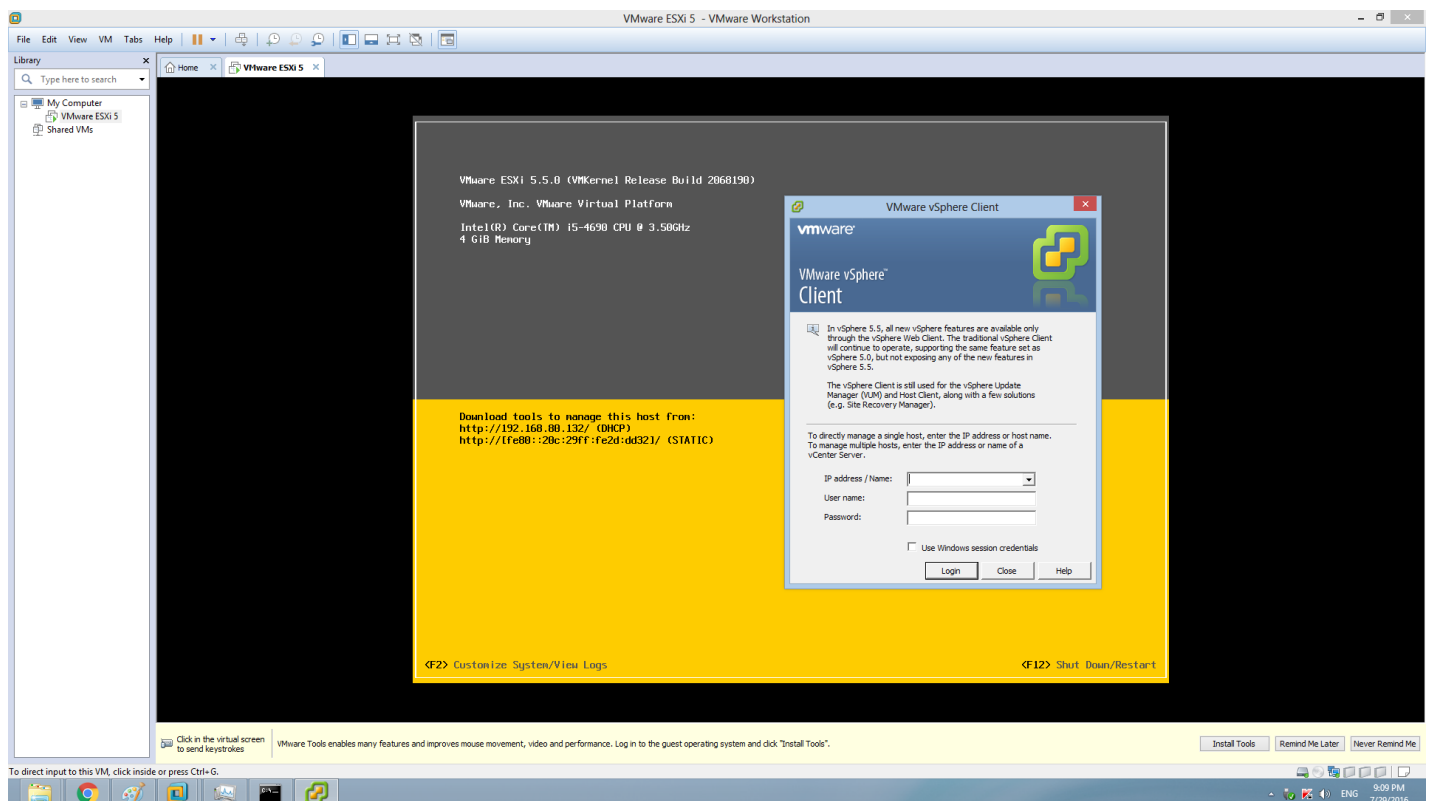 VMware ESXi 5 - VMware Workstation
File Edit View VM Tabs Help
Library
Type here to search
My Computer
VMware ESXi 5
Shared VMs
Home
VMware ESXi 5
VMware ESXi 5.5.0 (VMKernel Release Build 2068190)
VMware, Inc. VMware Virtual Platform
Intel(R) Core(TM) i5-4690 CPU @ 3.50GHz
4 GiB Memory
Download tools to manage this host from:
http://192.168.80.132/ (DHCP)
http://[fe80::20c:29ff:fe2d:dd32]/ (STATIC)
<F2> Customize System/View Logs
<F12> Shut Down/Restart
VMware vSphere Client
vmware
VMware vSphere™
Client
In vSphere 5.5, all new vSphere features are available only
through the vSphere Web Client. The traditional vSphere Client
will continue to operate, supporting the same feature set as
vSphere 5.0, but not exposing any of the new features in
vSphere 5.5.
The vSphere Client is still used for the vSphere Update
Manager (VUM) and Host Client, along with a few solutions
(e.g. Site Recovery Manager).
To directly manage a single host, enter the IP address or host name.
To manage multiple hosts, enter the IP address or name of a
vCenter Server.
IP address / Name:
User name:
Password:
Use Windows session credentials
Login
Close
Help
Click in the virtual screen
to send keystrokes
VMware Tools enables many features and improves mouse movement, video and performance. Log in to the guest operating system and click "Install Tools".
Install Tools
Remind Me Later
Never Remind Me
To direct input to this VM, click inside or press Ctrl+G.
ENG
9:09 PM
7/29/2016